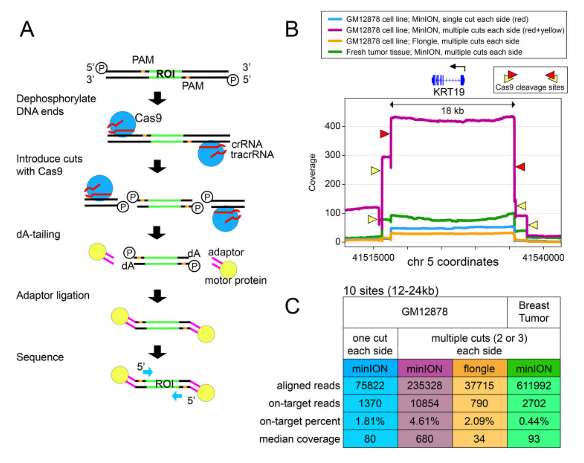 A
5'
PAM
3'
P
ROI
3'
PAM
P
5'
Dephosphorylate
DNA ends
Cas9
crRNA
tracrRNA
Introduce cuts
with Cas9
P
P
P
P
dA-tailing
dA
P
adaptor
P
dA
motor protein
Adaptor ligation
Sequence
5'
ROI
5'
B
GM12878 cell line; MinION, single cut each side (red)
GM12878 cell line; MinION, multiple cuts each side (red+yellow)
GM12878 cell line; Flongle, multiple cuts each side
Fresh tumor tissue; MinION, multiple cuts each side
KRT19
Cas9 cleavage sites
18 kb
Coverage
400
300
200
100
0
41515000
41540000
chr 5 coordinates
C
10 sites (12-24kb)
GM12878
Breast
Tumor
one cut
each side
multiple cuts (2 or 3)
each side
minION minION flongle minION
aligned reads 75822 235328 37715 611992
on-target reads 1370 10854 790 2702
on-target percent 1.81% 4.61% 2.09% 0.44%
median coverage 80 680 34 93